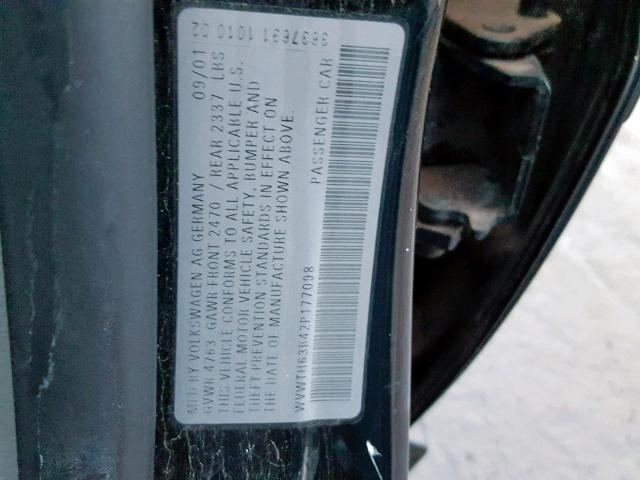 3637631 1010 02
MFD BY VOLKSWAGEN AG GERMANY 09/01
GVWR 4763 GAWR FRONT 2470 / REAR 2337 LBS
THIS VEHICLE CONFORMS TO ALL APPLICABLE U.S.
FEDERAL MOTOR VEHICLE SAFETY, BUMPER AND
THEFT PREVENTION STANDARDS IN EFFECT ON
THE DATE OF MANUFACTURE SHOWN ABOVE.
WVWTH63B42P177098 PASSENGER CAR